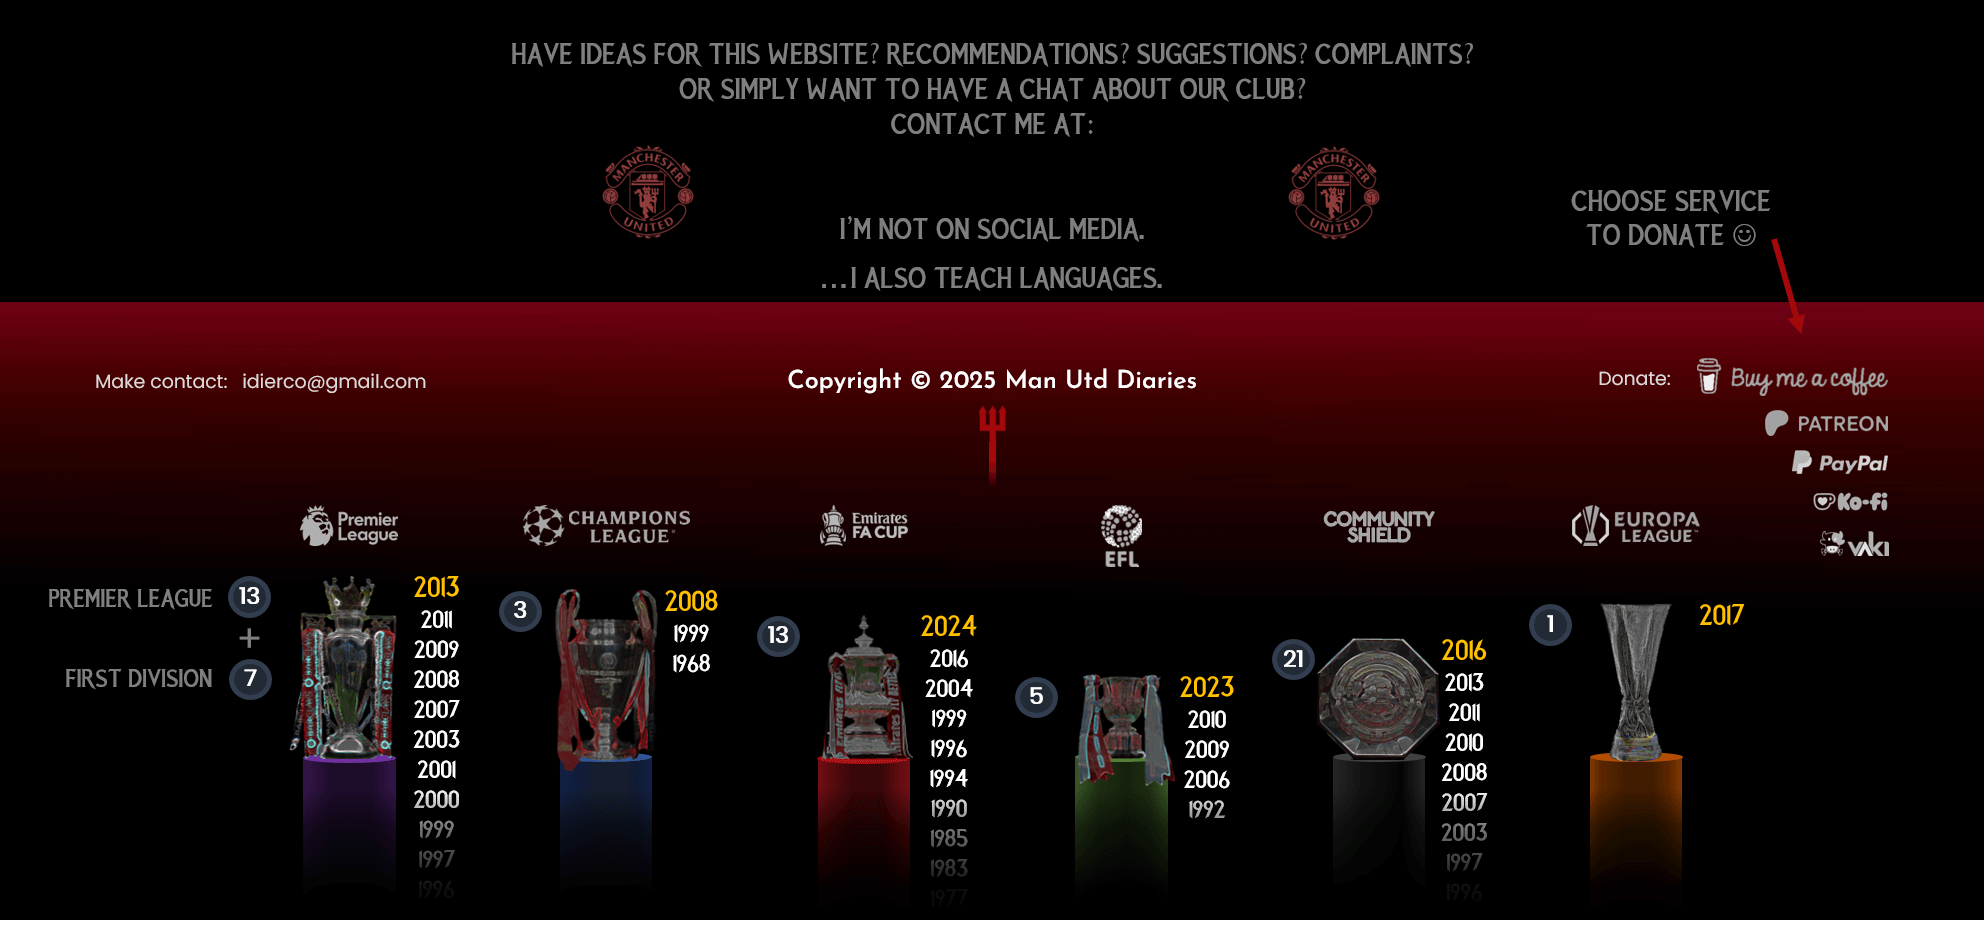 HAVE IDEAS FOR THIS WEBSITE? RECOMMENDATIONS? SUGGESTIONS? COMPLAINTS?
OR SIMPLY WANT TO HAVE A CHAT ABOUT OUR CLUB?
CONTACT ME AT:
MANCHESTER
UNITED
MANCHESTER
UNITED
I'M NOT ON SOCIAL MEDIA.
...I ALSO TEACH LANGUAGES.
CHOOSE SERVICE
TO DONATE ☺
Make contact: idierco@gmail.com
Copyright © 2025 Man Utd Diaries
Donate: Buy me a coffee
PATREON
PayPal
Ko-fi
VAKI
Premier
League
CHAMPIONS
LEAGUE
Emirates
FA CUP
EFL
COMMUNITY
SHIELD
EUROPA
LEAGUE
PREMIER LEAGUE 13
+
FIRST DIVISION 7
2013
2011
2009
2008
2007
2003
2001
2000
1999
1997
1996
3
2008
1999
1968
13
2024
2016
2004
1999
1996
1994
1990
1985
1983
1977
5
2023
2010
2009
2006
1992
21
2016
2013
2011
2010
2008
2007
2003
1997
1996
1
2017